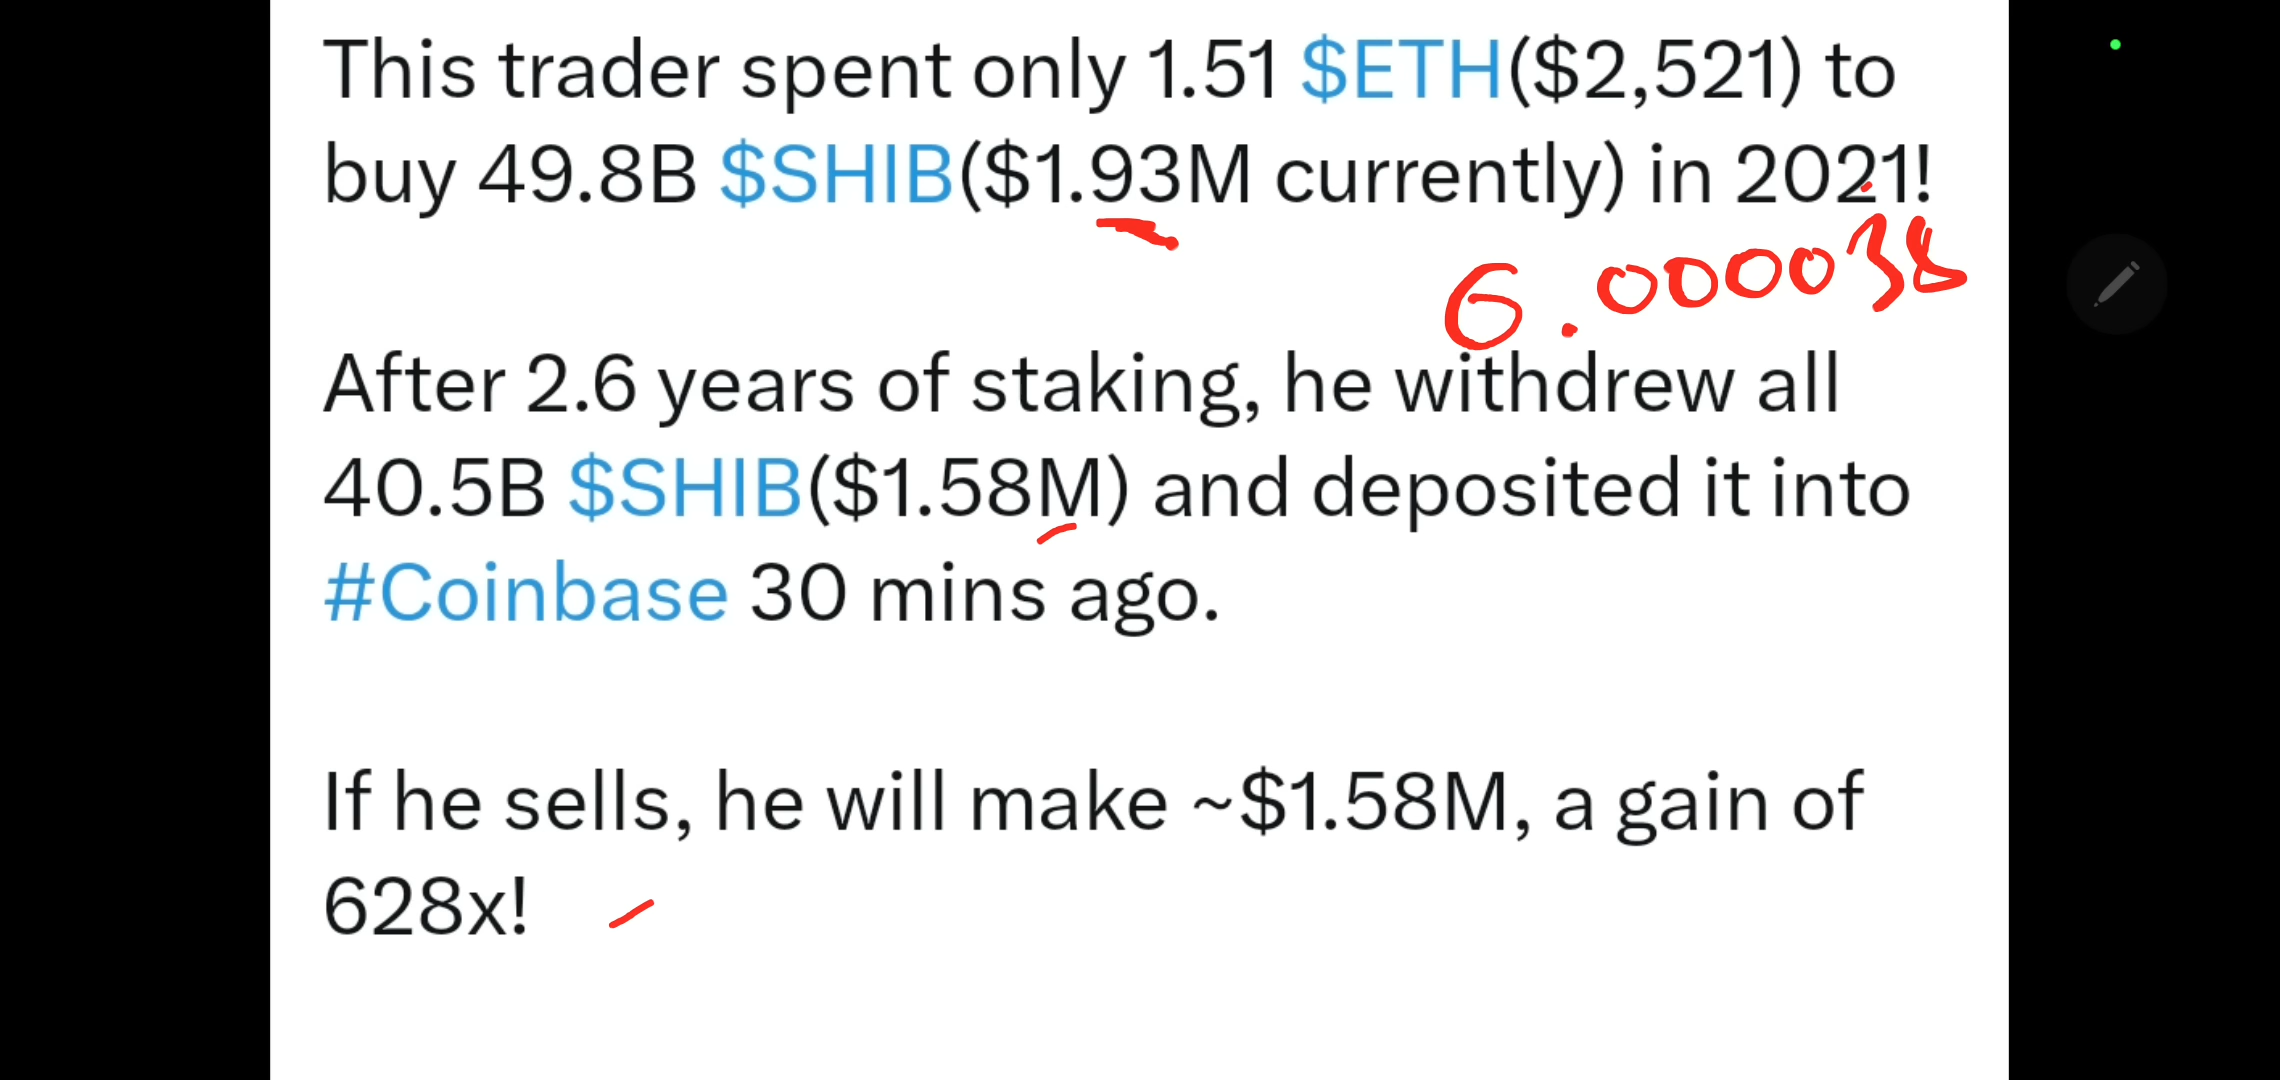 This trader spent only 1.51 $ETH($2,521) to
buy 49.8B $SHIB($1.93M currently) in 2021!
0.000038
After 2.6 years of staking, he withdrew all
40.5B $SHIB($1.58M) and deposited it into
#Coinbase 30 mins ago.
If he sells, he will make ~$1.58M, a gain of
628x!